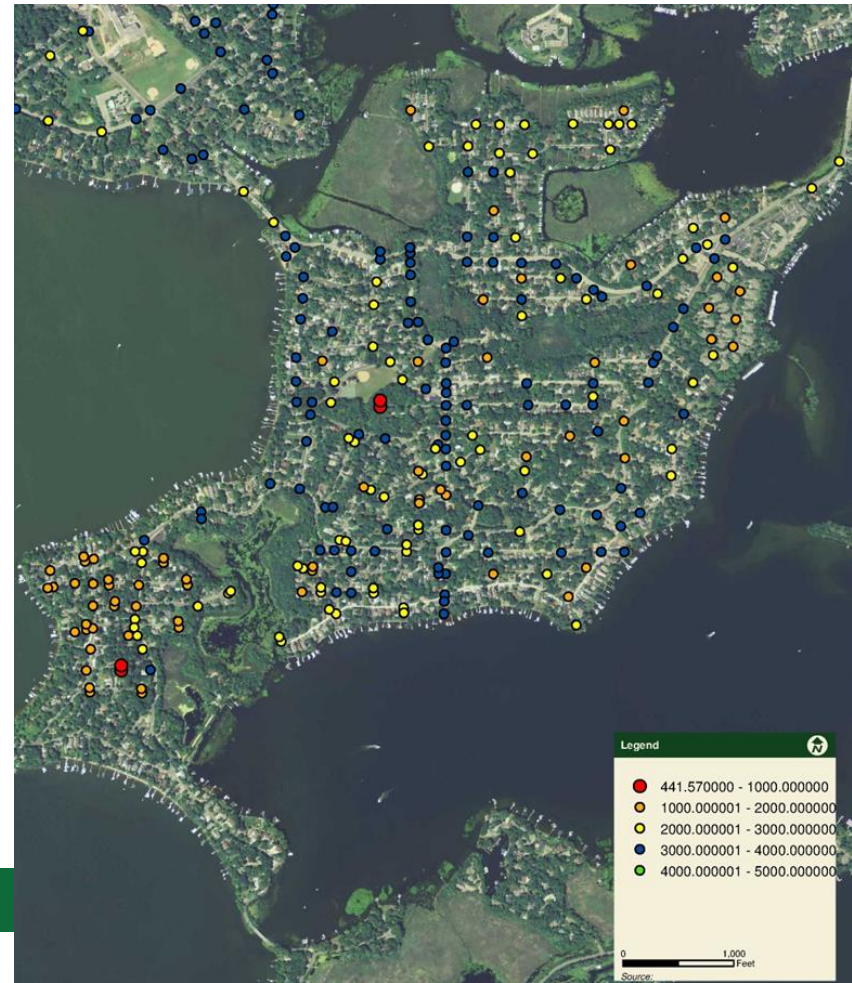 Legend
N
441.570000 - 1000.000000
1000.000001 - 2000.000000
2000.000001 - 3000.000000
3000.000001 - 4000.000000
4000.000001 - 5000.000000
0 1,000
Feet
Source: